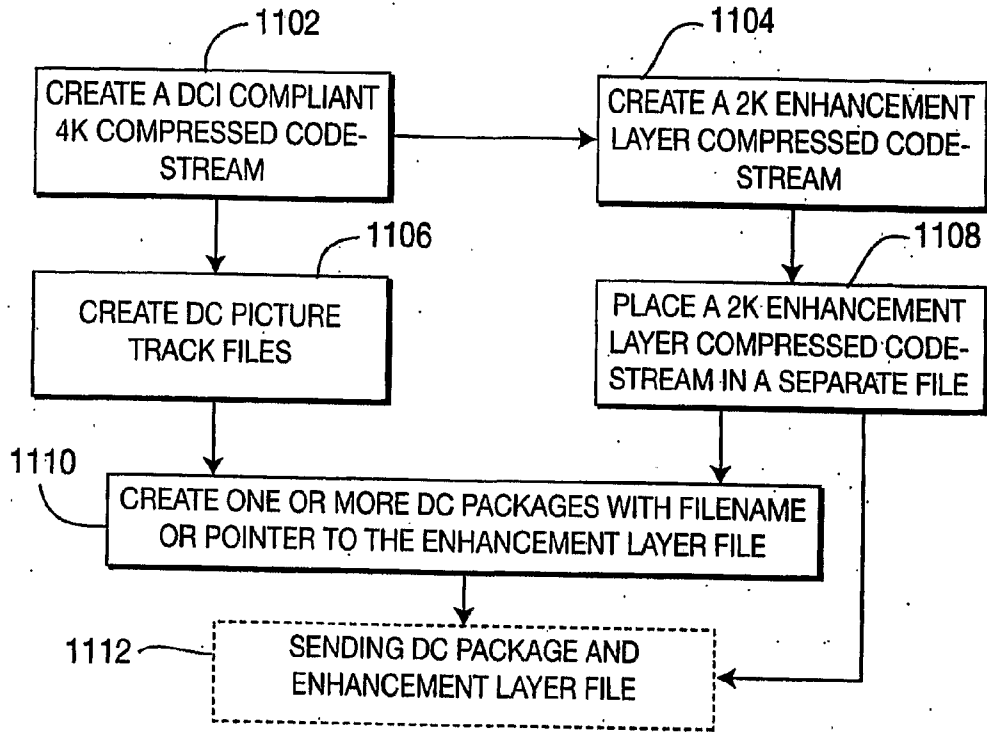 1102
CREATE A DCI COMPLIANT
4K COMPRESSED CODE-
STREAM
1104
CREATE A 2K ENHANCEMENT
LAYER COMPRESSED CODE-
STREAM
1106
CREATE DC PICTURE
TRACK FILES
1108
PLACE A 2K ENHANCEMENT
LAYER COMPRESSED CODE-
STREAM IN A SEPARATE FILE
1110
CREATE ONE OR MORE DC PACKAGES WITH FILENAME
OR POINTER TO THE ENHANCEMENT LAYER FILE
1112
SENDING DC PACKAGE AND
ENHANCEMENT LAYER FILE